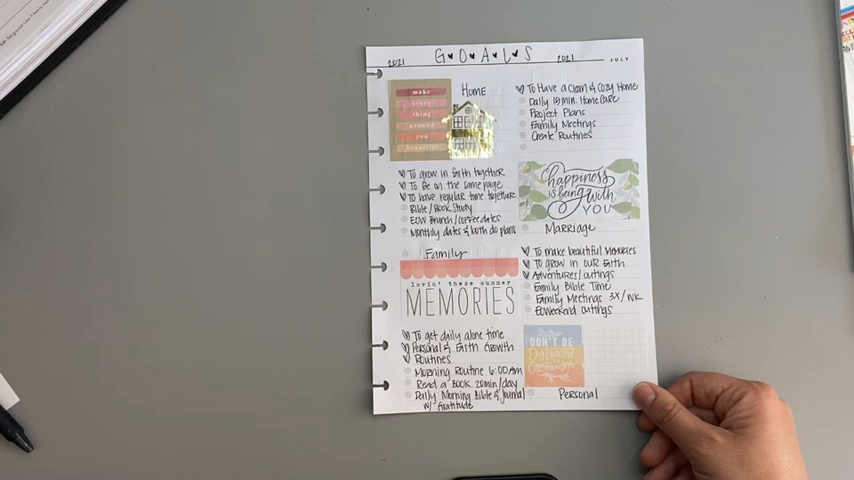 2021 GOALS 2021 JULY
make
every
thing
around
you
beautiful
HOME
To Have a Clean & Cozy Home
Daily 10 min. Home Care
Project Plans
Family Meetings
Create Routines
To grow in faith together
To Be on the same page
To have regular time together
Bible/Book Study
EOW Brunch/coffee dates
Monthly dates & both do plans
happiness
is being with
YOU
Marriage
Family
lovin' these summer
MEMORIES
To make beautiful Memories
To grow in our Faith
Adventures/outings
Family Bible Time
Family Meetings 3x/wk
EOWeekend outings
To get daily alone time
Personal & Faith Growth
Routines
Morning Routine 6:00 AM
Read a Book 20min/day
Daily Morning Bible & Journal
w/ Gratitude
DON'T BE
Personal